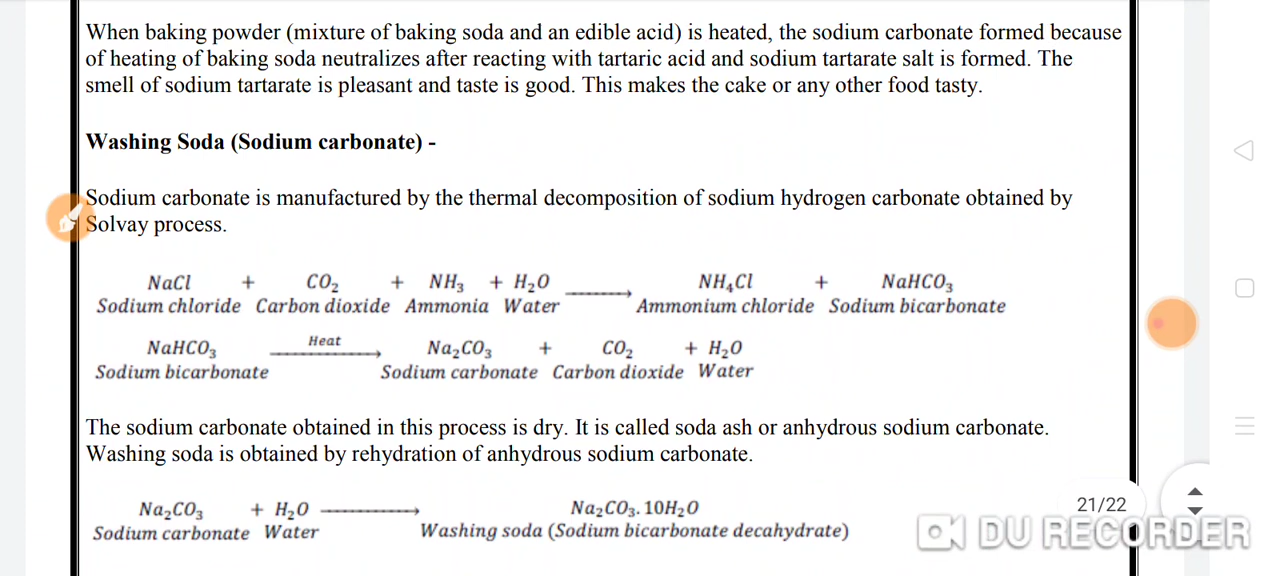 When baking powder (mixture of baking soda and an edible acid) is heated, the sodium carbonate formed because
of heating of baking soda neutralizes after reacting with tartaric acid and sodium tartarate salt is formed. The
smell of sodium tartarate is pleasant and taste is good. This makes the cake or any other food tasty.
Washing Soda (Sodium carbonate) -
Sodium carbonate is manufactured by the thermal decomposition of sodium hydrogen carbonate obtained by
Solvay process.
NaCl + CO₂ + NH₃ + H₂O ⟶ NH₄Cl + NaHCO₃
Sodium chloride Carbon dioxide Ammonia Water Ammonium chloride Sodium bicarbonate
Heat
NaHCO₃ ⟶ Na₂CO₃ + CO₂ + H₂O
Sodium bicarbonate Sodium carbonate Carbon dioxide Water
The sodium carbonate obtained in this process is dry. It is called soda ash or anhydrous sodium carbonate.
Washing soda is obtained by rehydration of anhydrous sodium carbonate.
Na₂CO₃ + H₂O ⟶ Na₂CO₃.10H₂O
Sodium carbonate Water Washing soda (Sodium bicarbonate decahydrate)
21/22
DU RECORDER